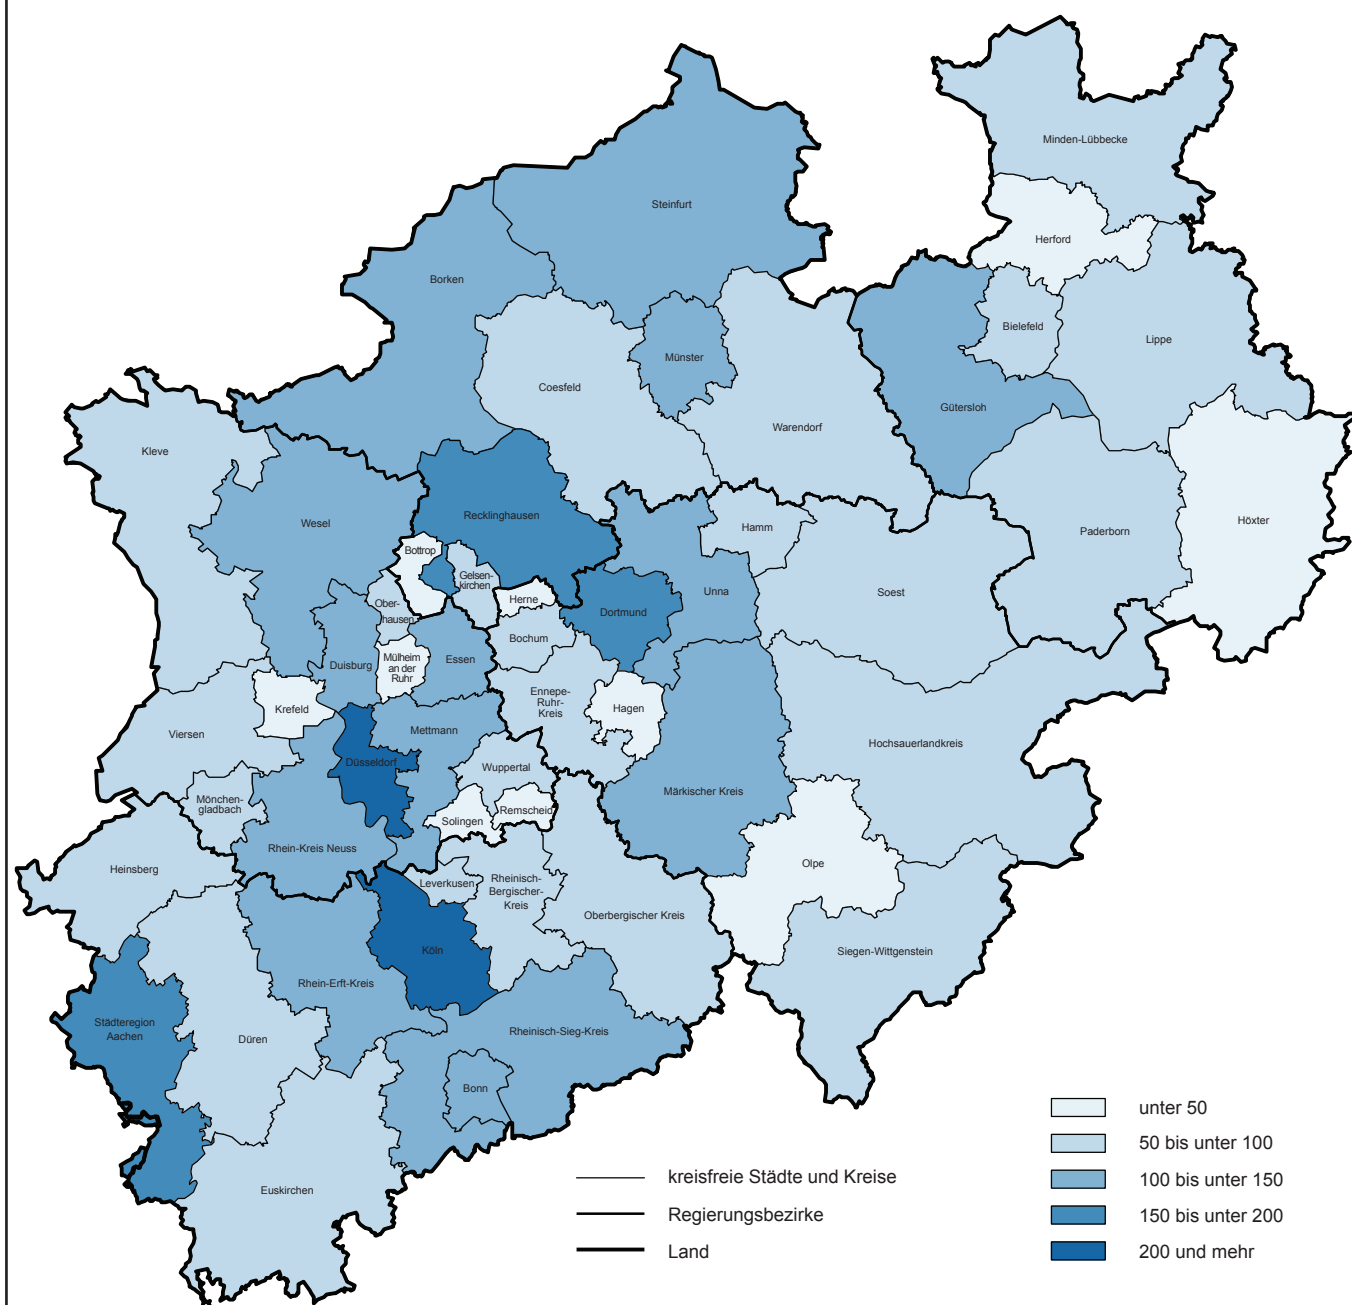 Minden-Lübbecke
Steinfurt
Herford
Borken
Bielefeld
Lippe
Münster
Coesfeld
Gütersloh
Warendorf
Kleve
Recklinghausen
Wesel
Hamm
Paderborn
Höxter
Bottrop
Gelsen-
kirchen
Herne
Ober-
hausen
Dortmund
Unna
Soest
Bochum
Mülheim
an der
Ruhr
Essen
Duisburg
Ennepe-
Ruhr-
Kreis
Hagen
Krefeld
Viersen
Mettmann
Hochsauerlandkreis
Düsseldorf
Wuppertal
Märkischer Kreis
Mönchen-
gladbach
Solingen
Remscheid
Rhein-Kreis Neuss
Olpe
Heinsberg
Leverkusen
Rheinisch-
Bergischer-
Kreis
Oberbergischer Kreis
Köln
Siegen-Wittgenstein
Rhein-Erft-Kreis
Städteregion
Aachen
Düren
Rheinisch-Sieg-Kreis
Bonn
Euskirchen
kreisfreie Städte und Kreise
Regierungsbezirke
Land
unter 50
50 bis unter 100
100 bis unter 150
150 bis unter 200
200 und mehr